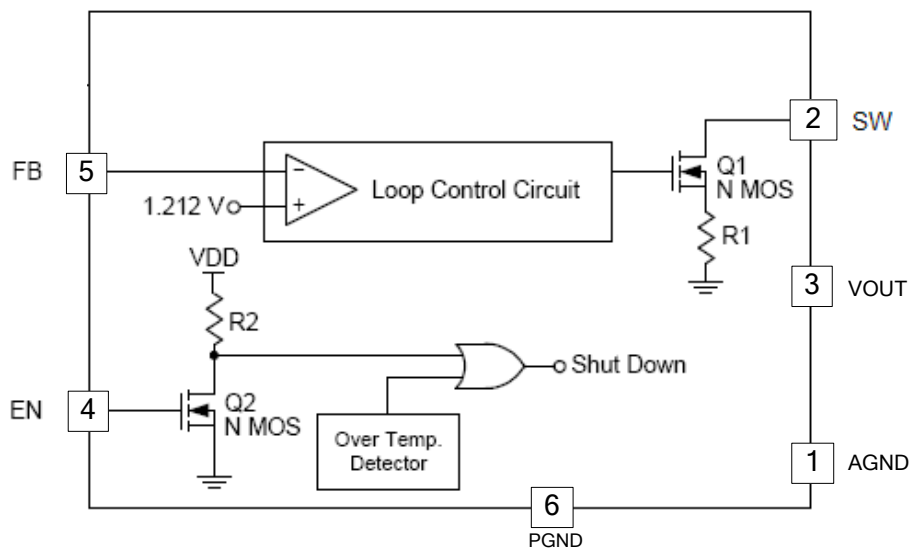 2 SW
FB 5
Loop Control Circuit
−
+
1.212 V
Q1
N MOS
R1
VDD
R2
3 VOUT
Shut Down
EN 4
Q2
N MOS
Over Temp.
Detector
1 AGND
6
PGND